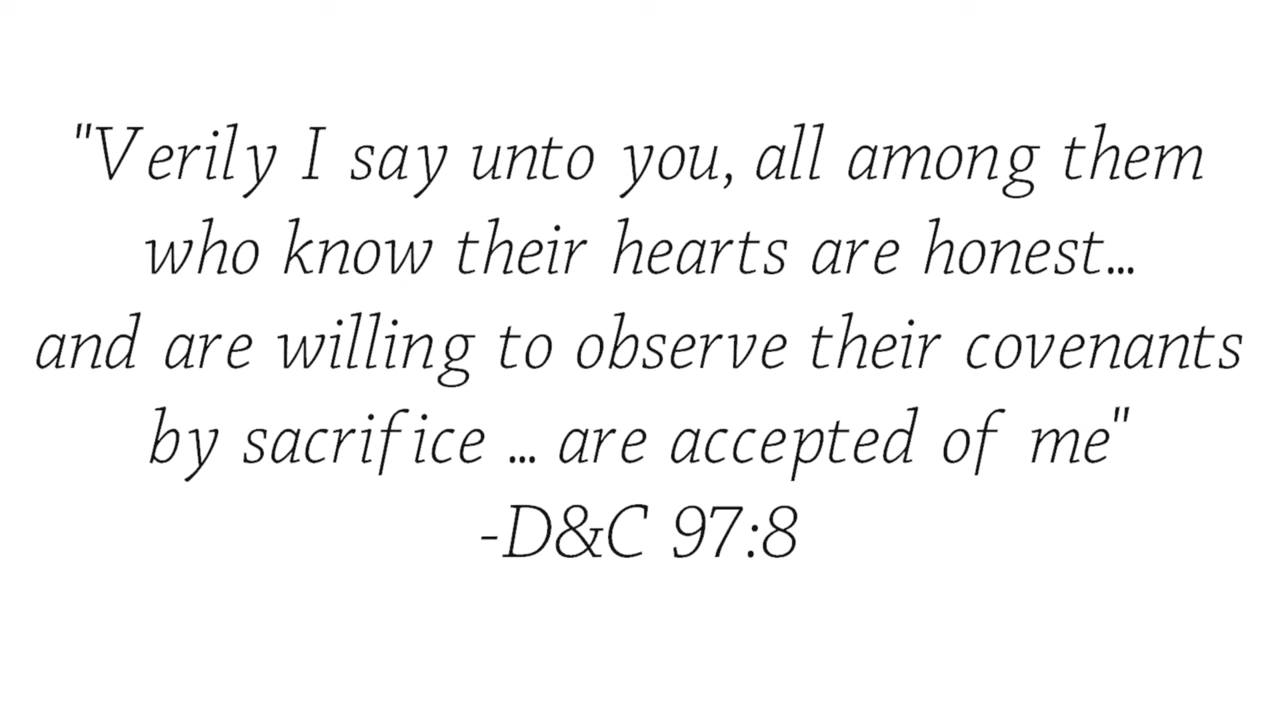 "Verily I say unto you, all among them
who know their hearts are honest...
and are willing to observe their covenants
by sacrifice ... are accepted of me"
-D&C 97:8